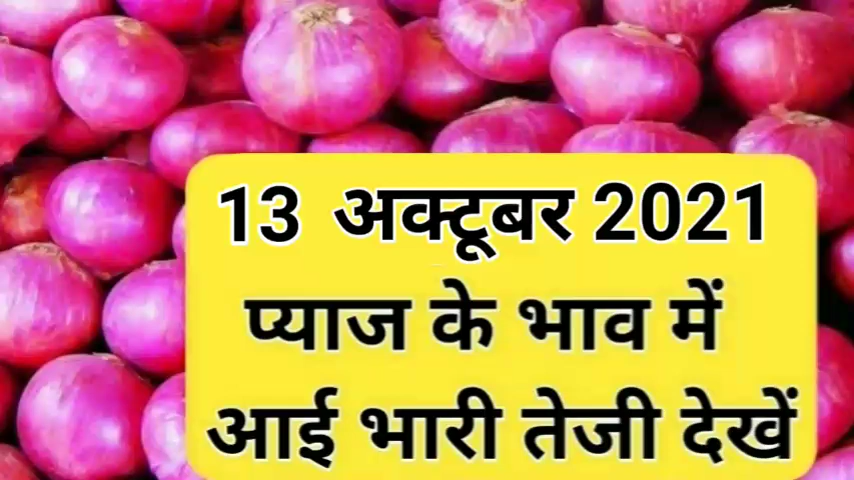 13 अक्टूबर 2021
प्याज के भाव में
आई भारी तेजी देखें